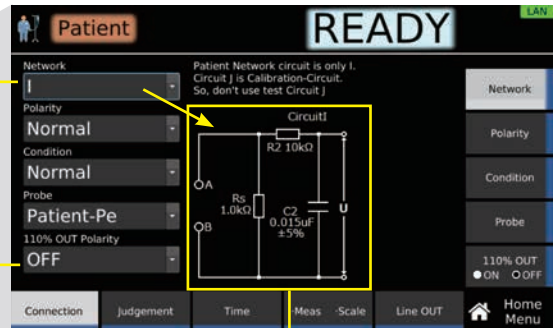 LAN
Patient
READY
Network
I
Polarity
Normal
Condition
Normal
Probe
Patient-Pe
110% OUT Polarity
OFF
Patient Network circuit is only I.
Circuit J is Calibration-Circuit.
So, don't use test Circuit J
CircuitI
R2 10kΩ
A
Rs
1.0kΩ
B
C2
0.015uF
±5%
U
Network
Polarity
Condition
Probe
110% OUT
ON OFF
Connection
Judgement
Time
-Meas -Scale
Line OUT
Home
Menu